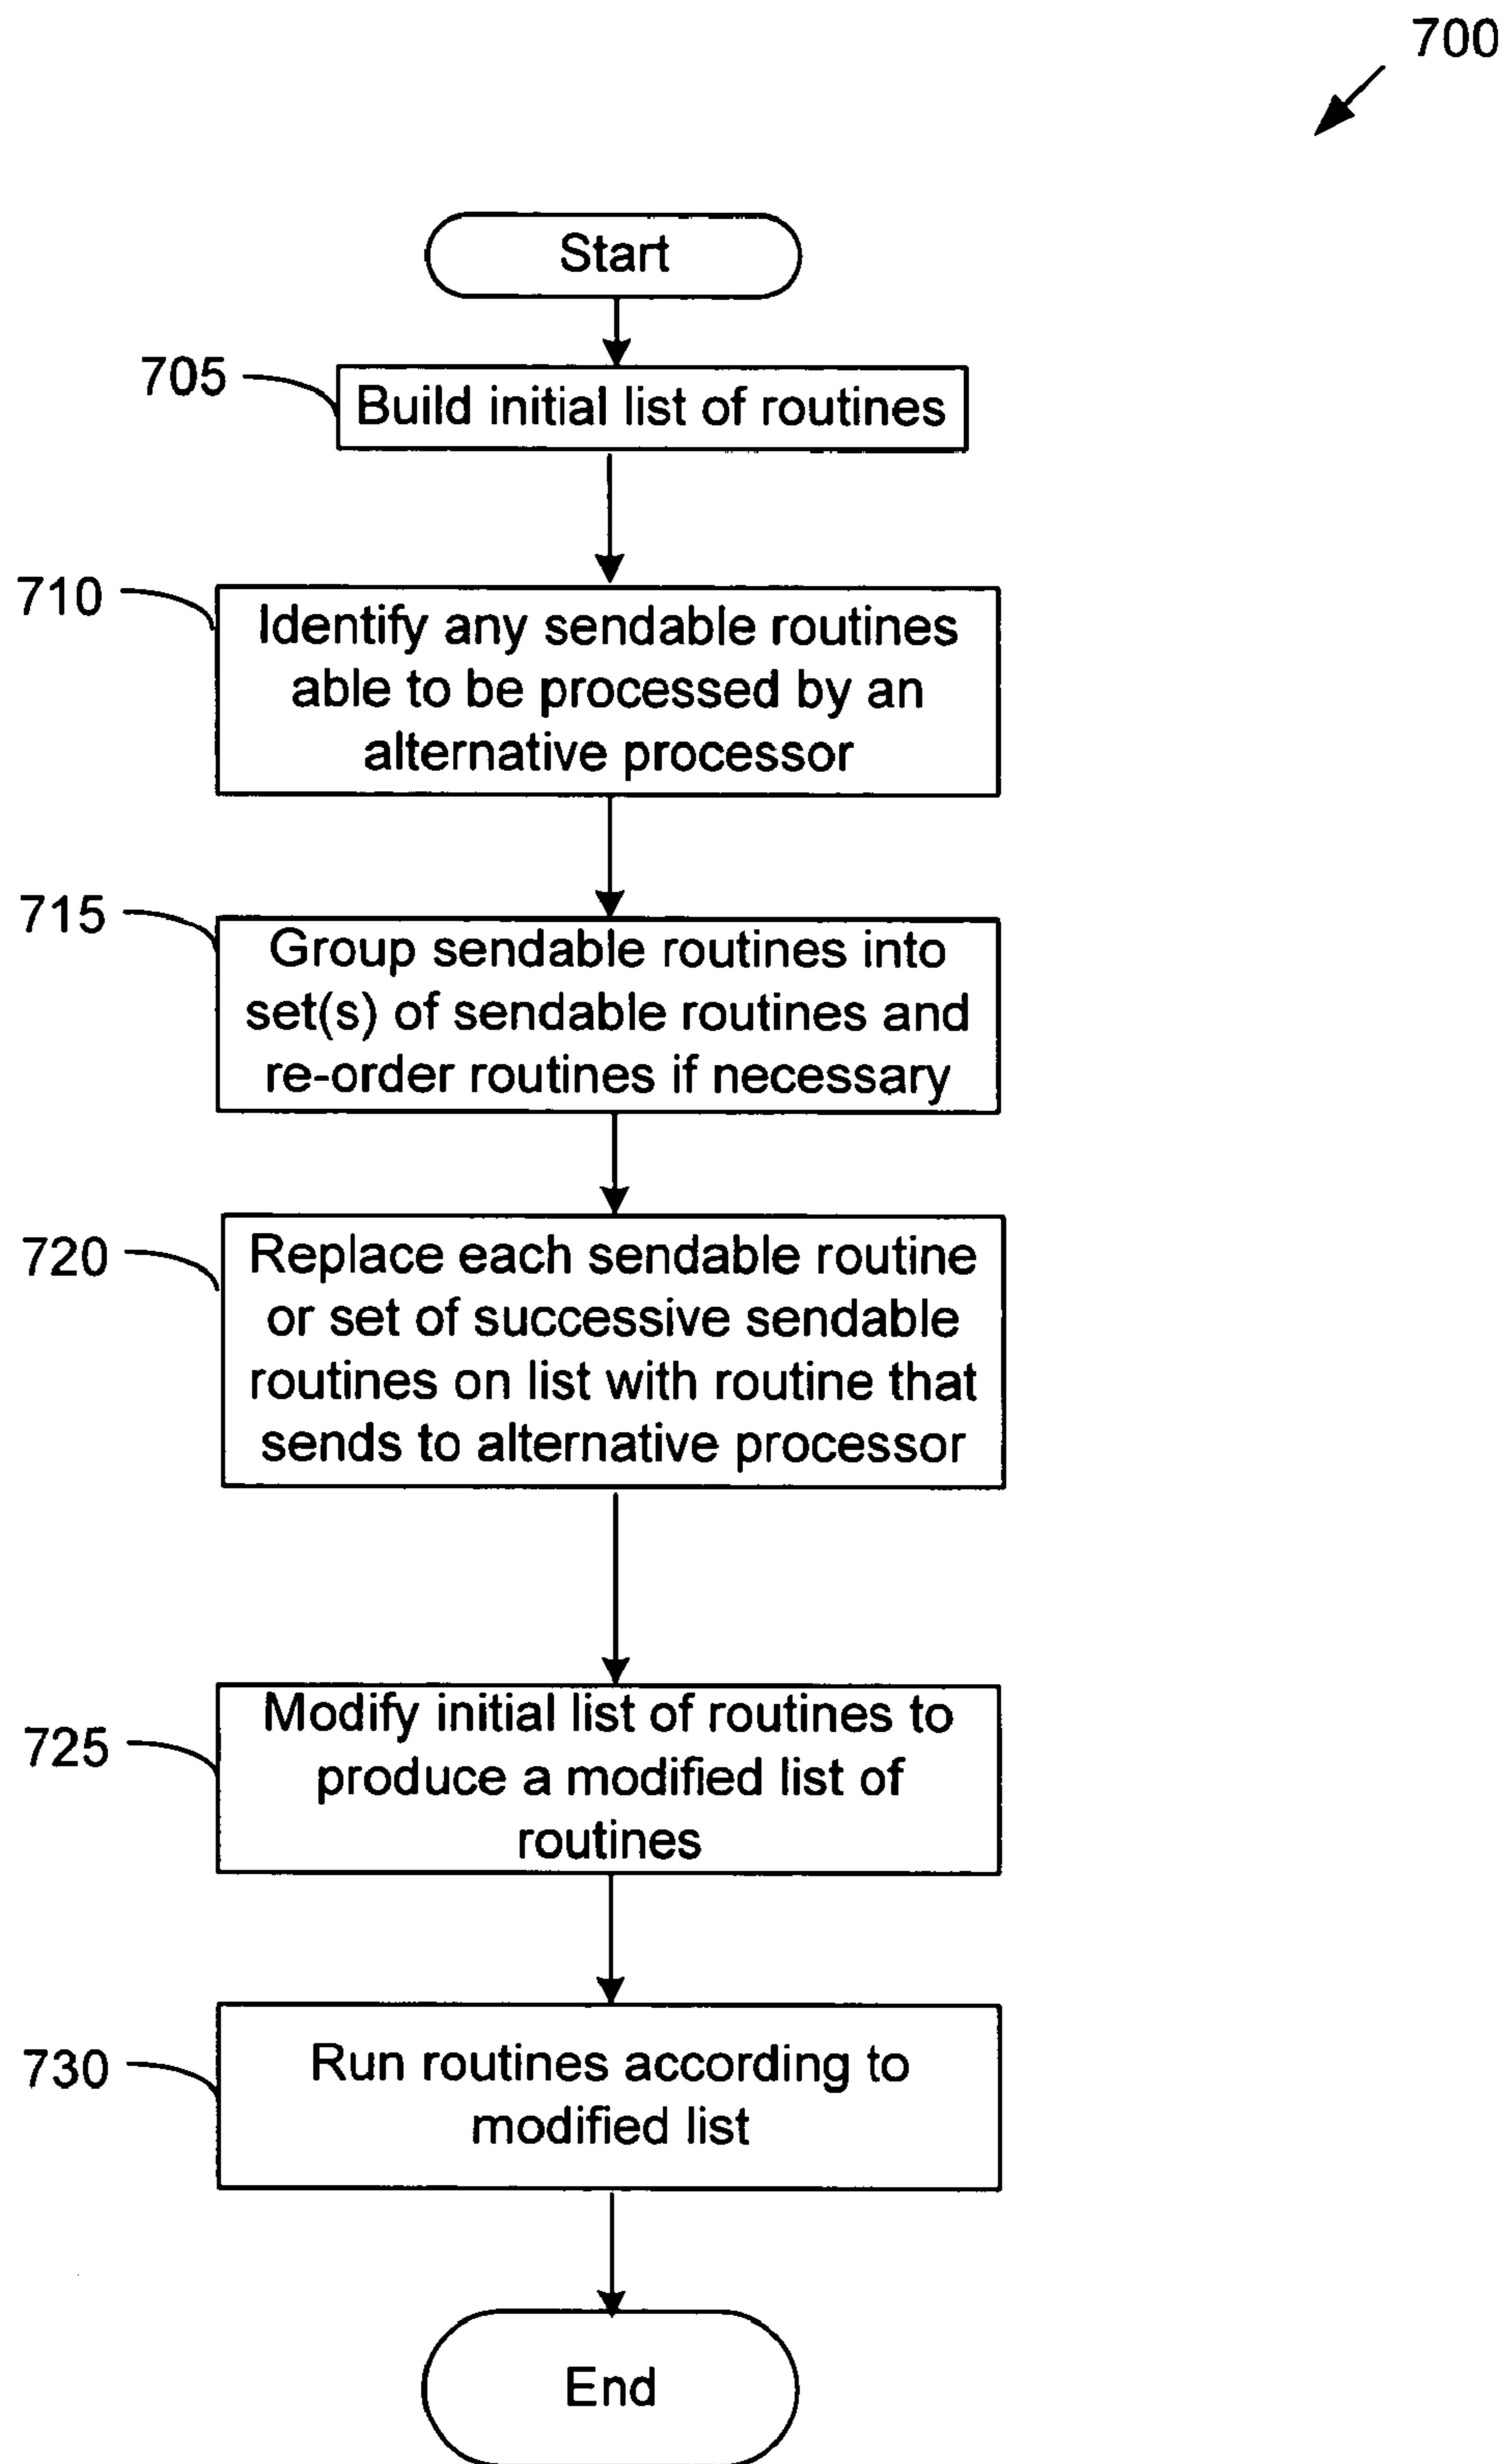 700
Start
705
Build initial list of routines
710
Identify any sendable routines
able to be processed by an
alternative processor
715
Group sendable routines into
set(s) of sendable routines and
re-order routines if necessary
720
Replace each sendable routine
or set of successive sendable
routines on list with routine that
sends to alternative processor
725
Modify initial list of routines to
produce a modified list of
routines
730
Run routines according to
modified list
End